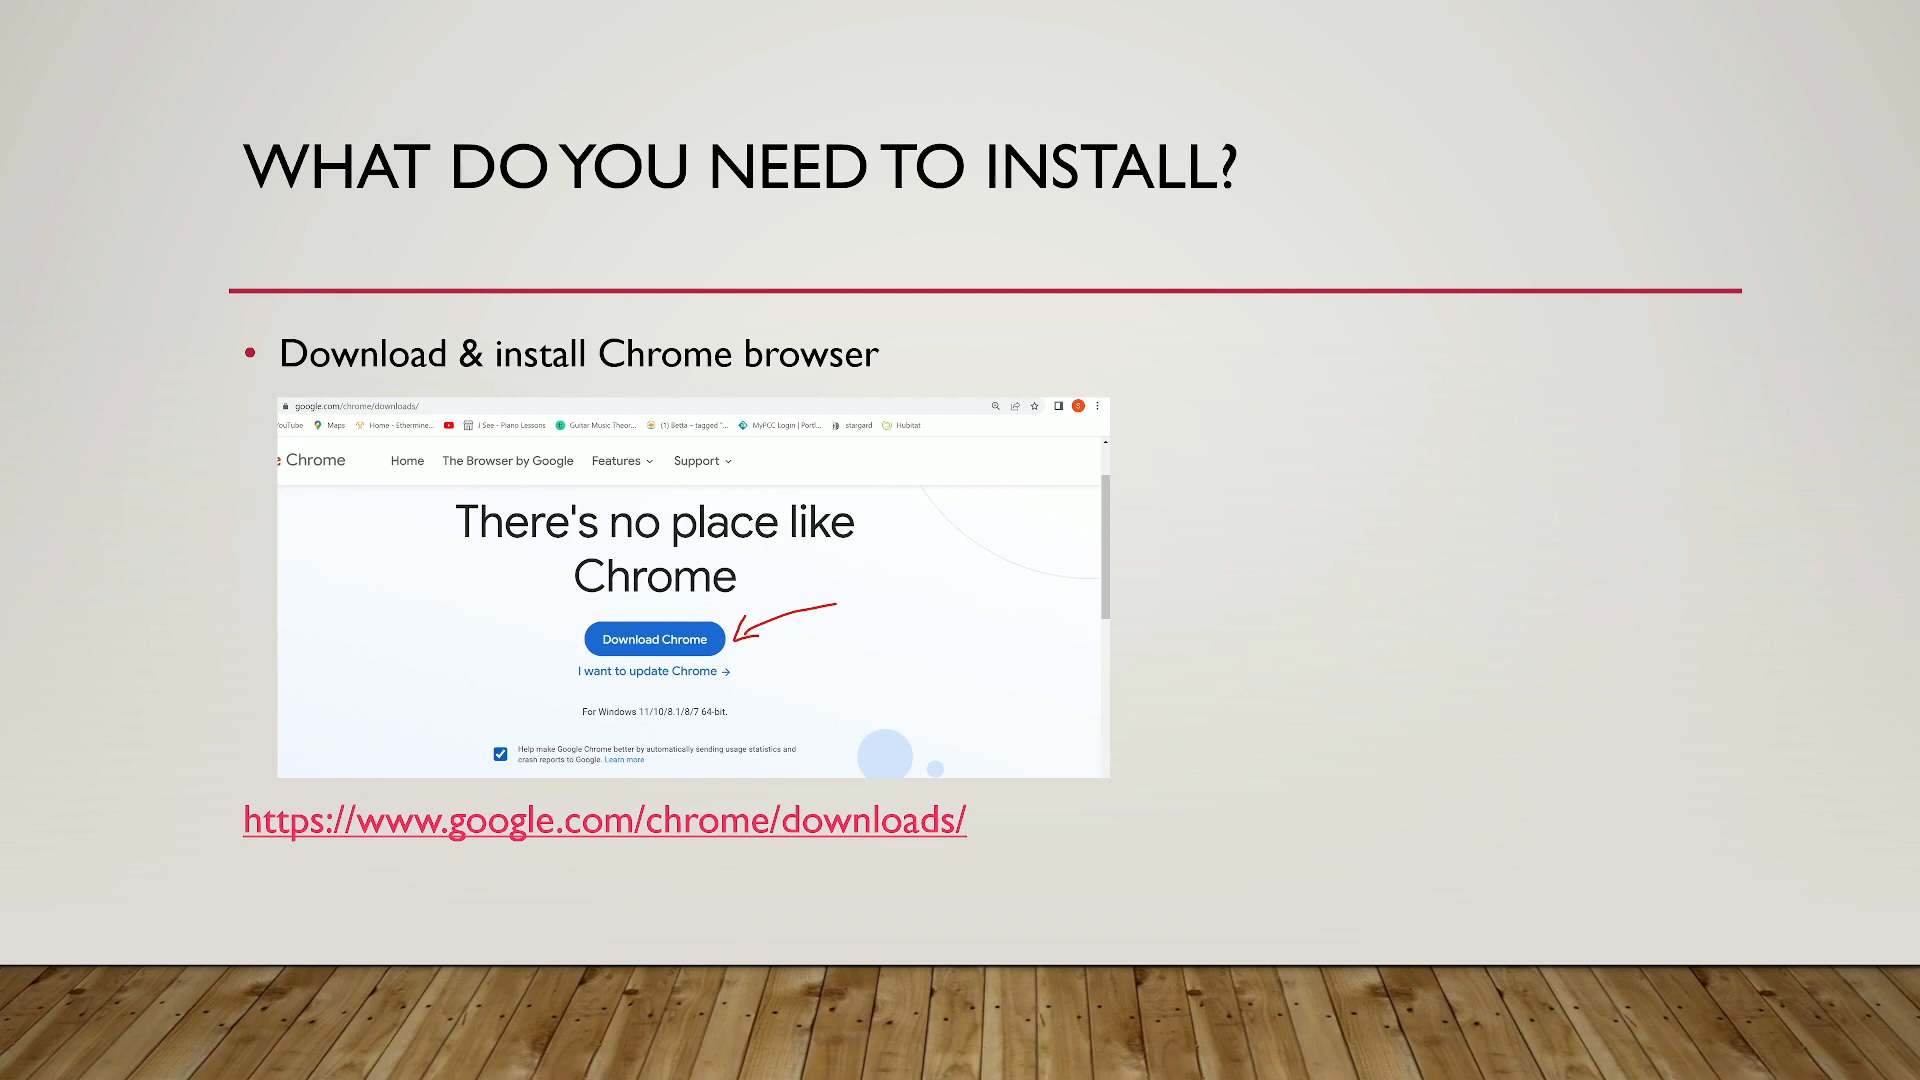 WHAT DO YOU NEED TO INSTALL?
• Download & install Chrome browser
google.com/chrome/downloads/
YouTube Maps Home - Ethermine... J See - Piano Lessons Guitar Music Theor... (1) Betta – tagged "... MyPCC Login | Portl... stargard Hubitat
Chrome Home The Browser by Google Features Support
There's no place like
Chrome
Download Chrome
I want to update Chrome →
For Windows 11/10/8.1/8/7 64-bit.
Help make Google Chrome better by automatically sending usage statistics and
crash reports to Google. Learn more
https://www.google.com/chrome/downloads/